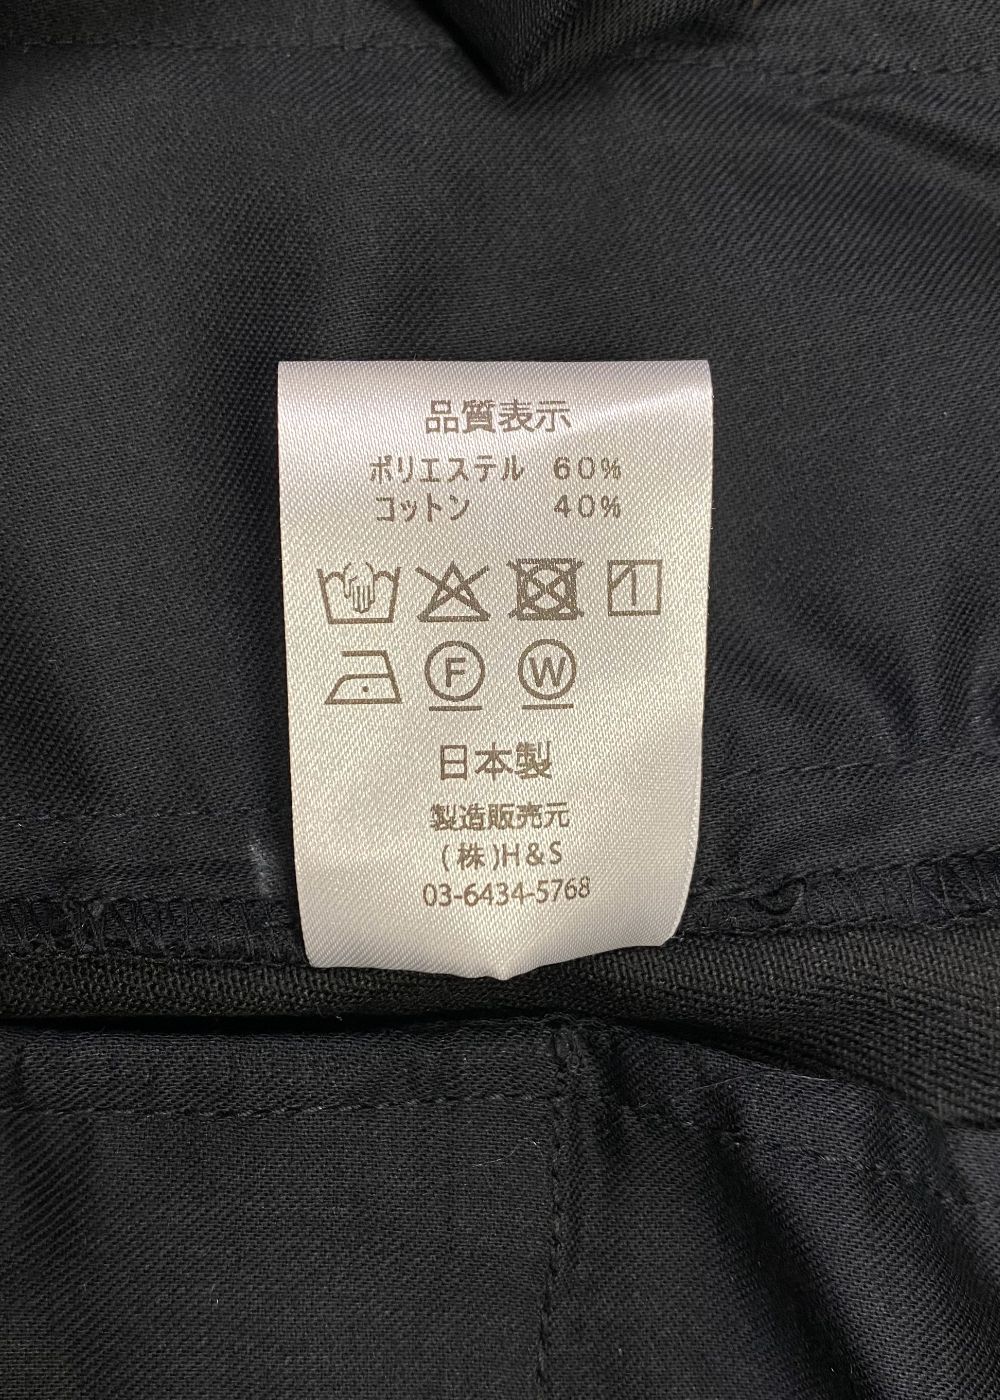 品質表示
ポリエステル 60%
コットン 40%
F W
日本製
製造販売元
(株)H&S
03-6434-5768